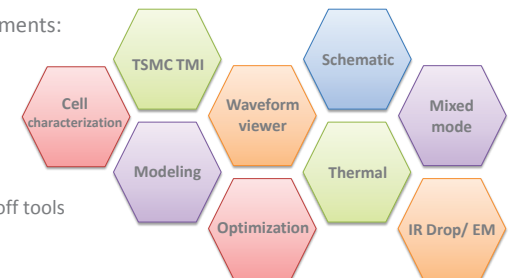 ments:
TSMC TMI
Schematic
Cell
characterization
Waveform
viewer
Mixed
mode
Modeling
Thermal
off tools
Optimization
IR Drop/ EM